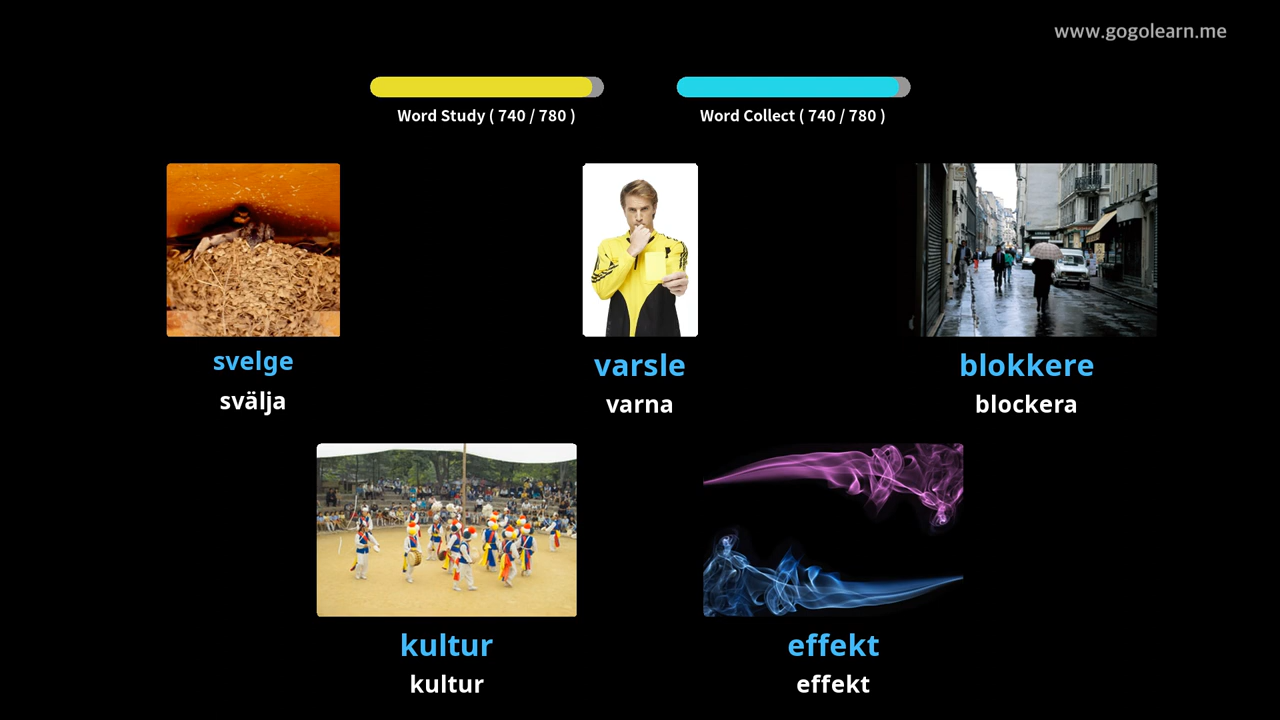 www.gogolearn.me
Word Study ( 740 / 780 )
Word Collect ( 740 / 780 )
svelge
svälja
varsle
varna
blokkere
blockera
kultur
kultur
effekt
effekt